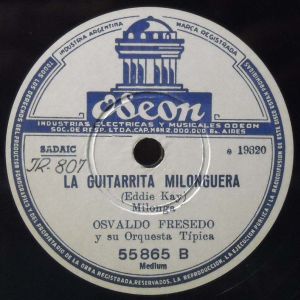 INDUSTRIA ARGENTINA
MARCA REGISTRADA
Odeon
INDUSTRIAS ELECTRICAS Y MUSICALES ODEON
SOC. DE RESP. LTDA. CAP. M$N 2.000.000 Bs. AIRES
SADAIC
JR-807
e 19820
LA GUITARRITA MILONGUERA
(Eddie Kay)
Milonga
OSVALDO FRESEDO
y su Orquesta Típica
55865 B
Medium